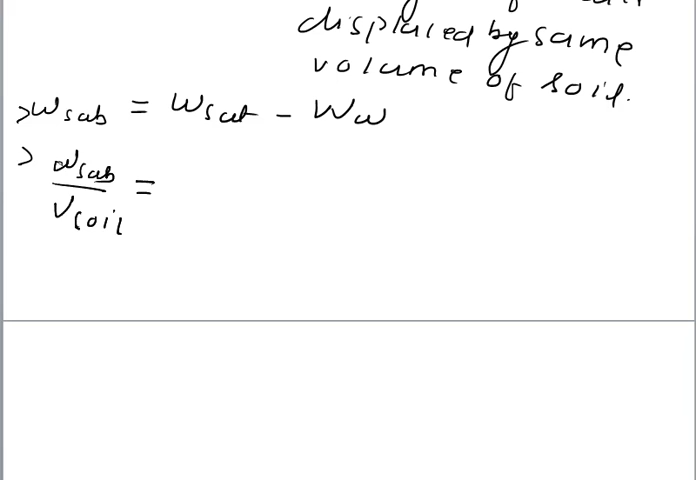 displaced by same
volume of soil.
> Wsub = Wsat - Ww
> Wsub
Vsoil =